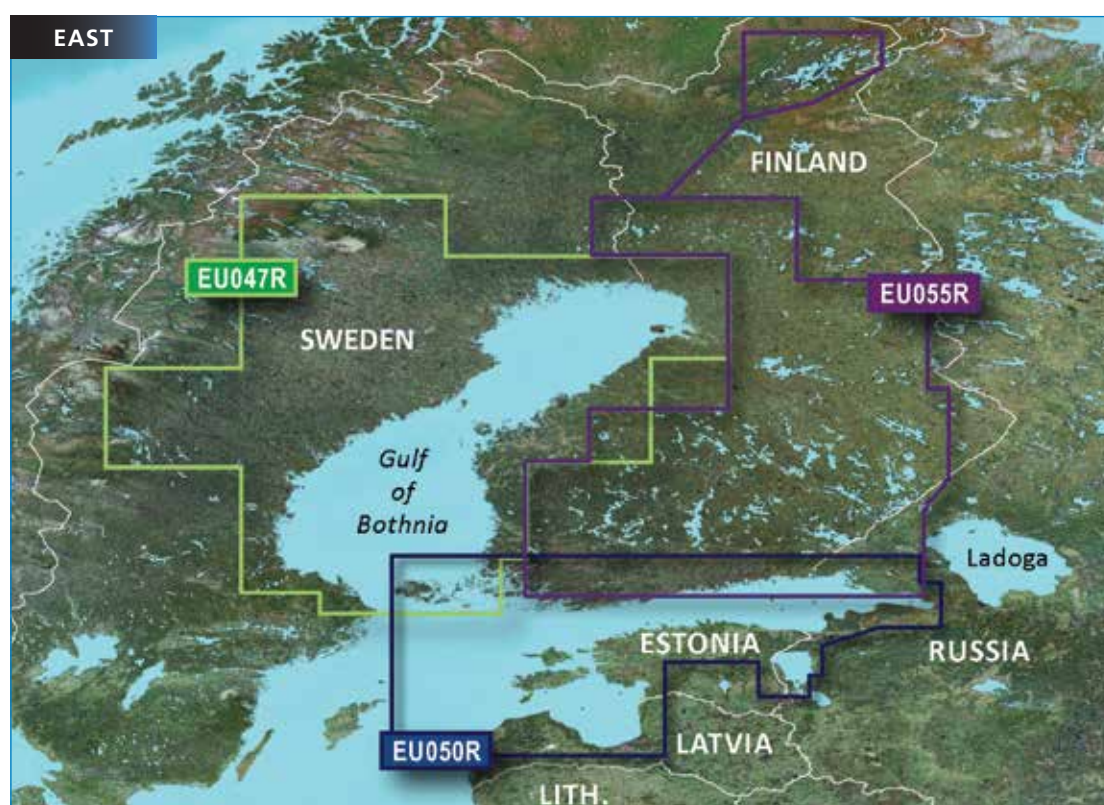 EAST
FINLAND
EU047R
EU055R
SWEDEN
Gulf
of
Bothnia
Ladoga
ESTONIA
RUSSIA
EU050R
LATVIA
LITH.